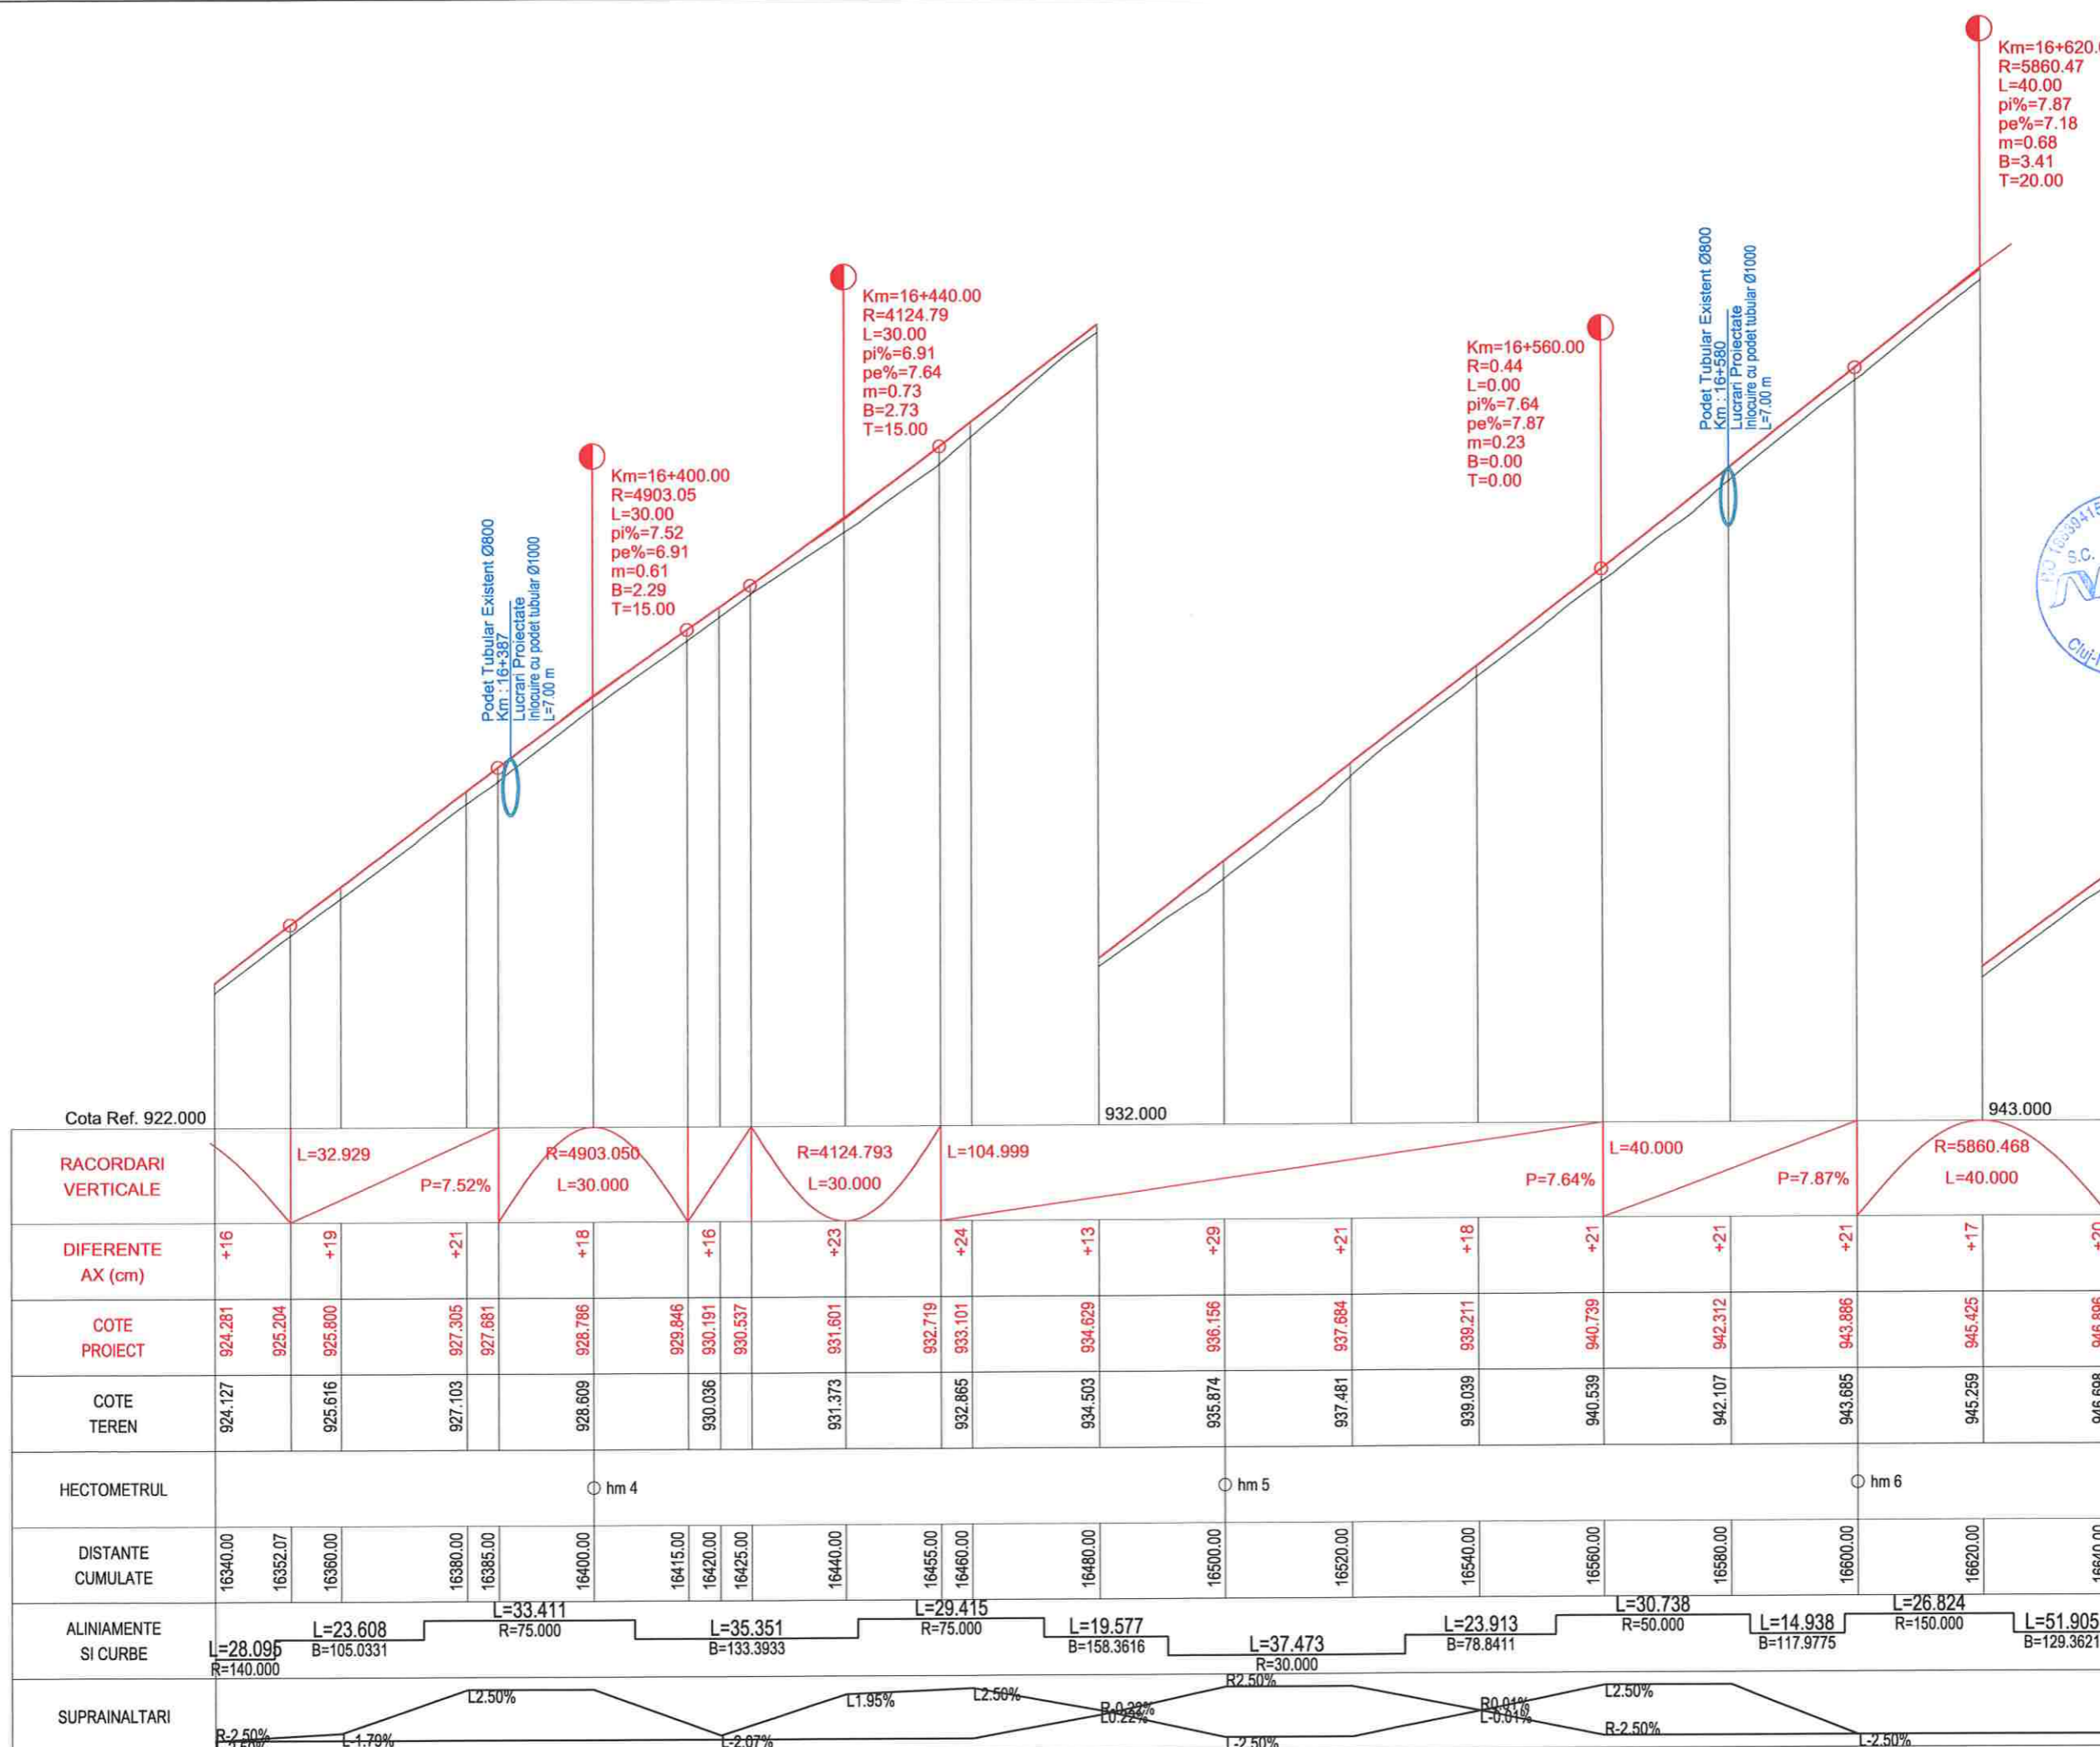 Km=16+620.
R=5860.47
L=40.00
pi%=7.87
pe%=7.18
m=0.68
B=3.41
T=20.00
Km=16+440.00
R=4124.79
L=30.00
pi%=6.91
pe%=7.64
m=0.73
B=2.73
T=15.00
Km=16+560.00
R=0.44
L=0.00
pi%=7.64
pe%=7.87
m=0.23
B=0.00
T=0.00
Podet Tubular Existent Ø800
Km : 16+580
Lucrari Proiectate
Inlocuire cu podet tubular Ø1000
L=7.00 m
Km=16+400.00
R=4903.05
L=30.00
pi%=7.52
pe%=6.91
m=0.61
B=2.29
T=15.00
Podet Tubular Existent Ø800
Km : 16+387
Lucrari Proiectate
Inlocuire cu podet tubular Ø1000
L=7.00 m
S.C.
Cluj-
Cota Ref. 922.000
932.000
943.000
RACORDARI
VERTICALE
L=32.929
P=7.52%
R=4903.050
L=30.000
R=4124.793
L=30.000
L=104.999
P=7.64%
L=40.000
P=7.87%
R=5860.468
L=40.000
DIFERENTE
AX (cm)
+16 +19 +21 +18 +16 +23 +24 +13 +29 +21 +18 +21 +21 +21 +17 +20
COTE
PROIECT
924.281 925.204 925.800 927.305 927.681 928.786 929.846 930.191 930.537 931.601 932.719 933.101 934.629 936.156 937.684 939.211 940.739 942.312 943.886 945.425 946.896
COTE
TEREN
924.127 925.616 927.103 928.609 930.036 931.373 932.865 934.503 935.874 937.481 939.039 940.539 942.107 943.685 945.259 946.698
HECTOMETRUL
hm 4
hm 5
hm 6
DISTANTE
CUMULATE
16340.00 16352.07 16360.00 16380.00 16385.00 16400.00 16415.00 16420.00 16425.00 16440.00 16455.00 16460.00 16480.00 16500.00 16520.00 16540.00 16560.00 16580.00 16600.00 16620.00 16640.00
ALINIAMENTE
SI CURBE
L=28.095
R=140.000
L=23.608
B=105.0331
L=33.411
R=75.000
L=35.351
B=133.3933
L=29.415
R=75.000
L=19.577
B=158.3616
L=37.473
R=30.000
L=23.913
B=78.8411
L=30.738
R=50.000
L=14.938
B=117.9775
L=26.824
R=150.000
L=51.905
B=129.3621
SUPRAINALTARI
R-2.50%
L-1.79%
L2.50%
L-2.07%
L1.95%
L2.50%
R-0.22%
L0.22%
R2.50%
L-2.50%
R0.01%
L-0.01%
L2.50%
R-2.50%
L-2.50%